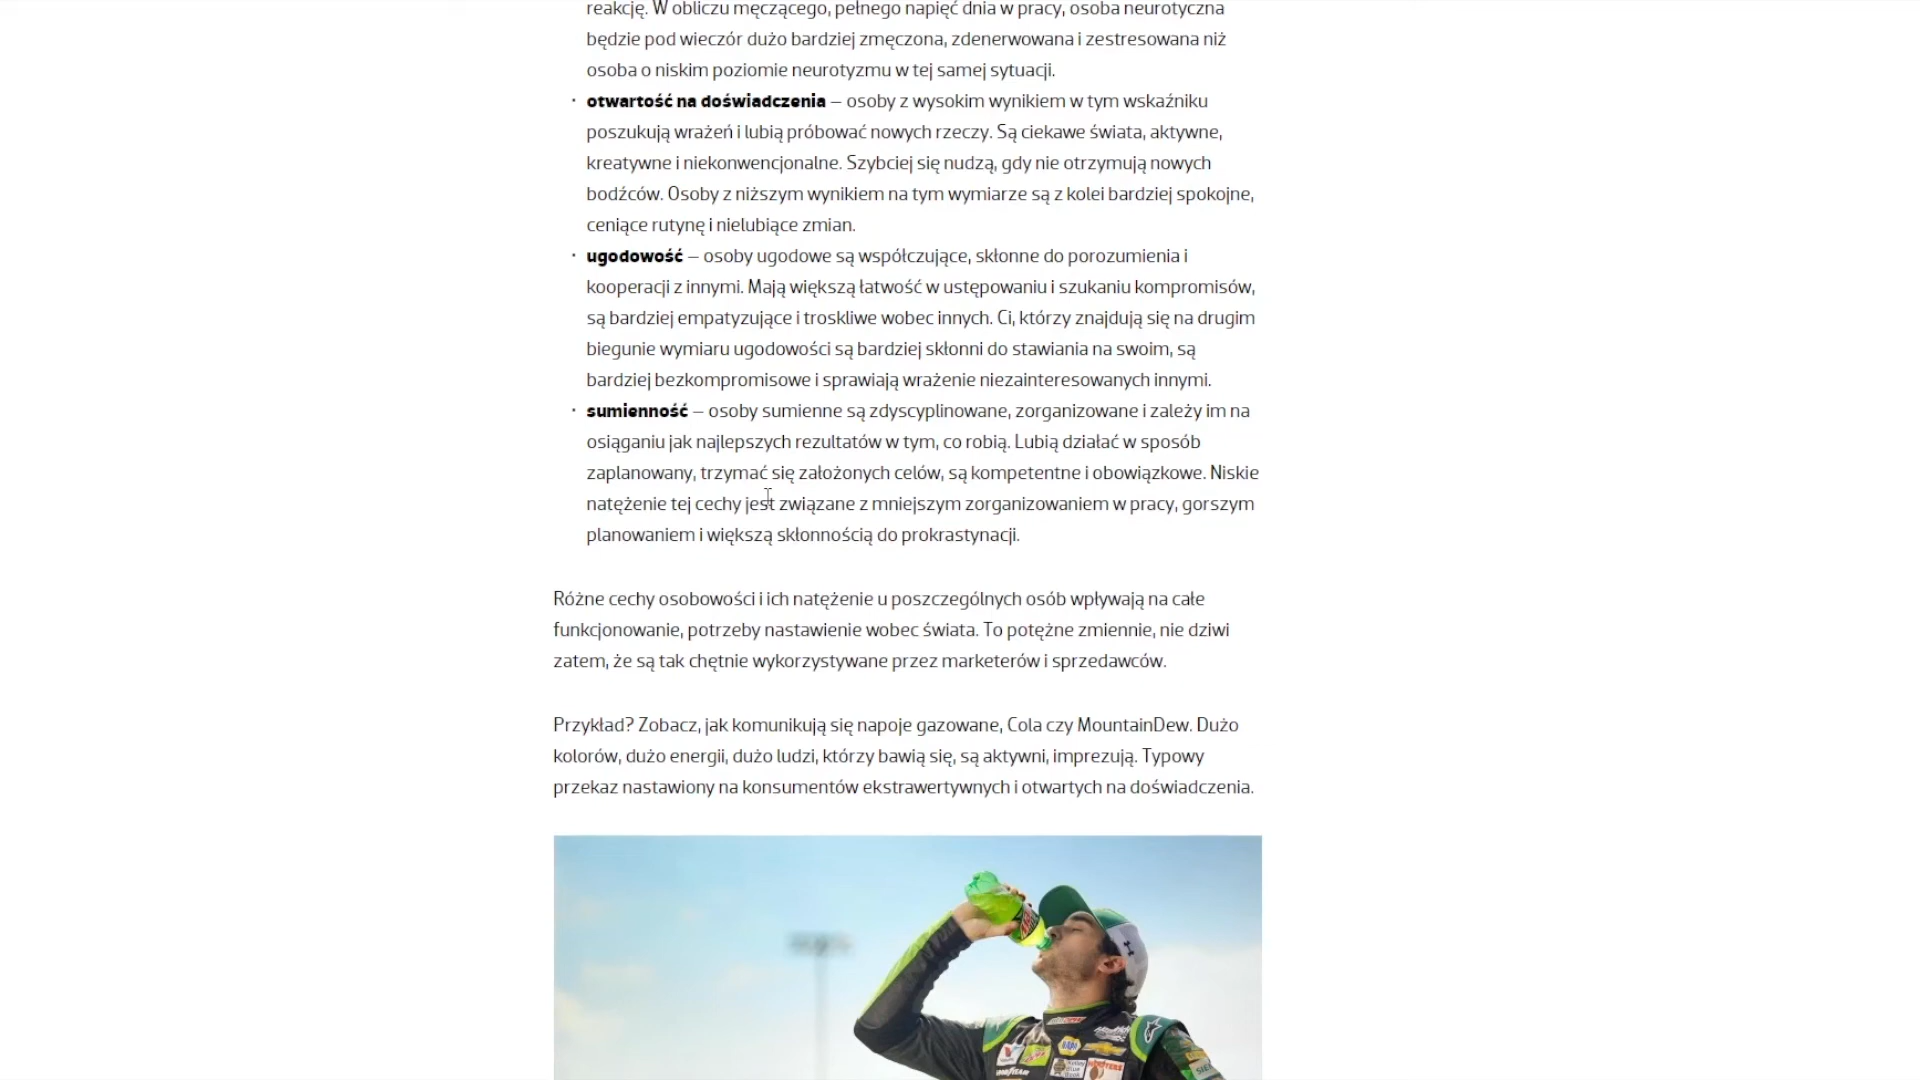 reakcję. W obliczu męczącego, pełnego napięć dnia w pracy, osoba neurotyczna
będzie pod wieczór dużo bardziej zmęczona, zdenerwowana i zestresowana niż
osoba o niskim poziomie neurotyzmu w tej samej sytuacji.
· otwartość na doświadczenia – osoby z wysokim wynikiem w tym wskaźniku
poszukują wrażeń i lubią próbować nowych rzeczy. Są ciekawe świata, aktywne,
kreatywne i niekonwencjonalne. Szybciej się nudzą, gdy nie otrzymują nowych
bodźców. Osoby z niższym wynikiem na tym wymiarze są z kolei bardziej spokojne,
ceniące rutynę i nielubiące zmian.
· ugodowość – osoby ugodowe są współczujące, skłonne do porozumienia i
kooperacji z innymi. Mają większą łatwość w ustępowaniu i szukaniu kompromisów,
są bardziej empatyzujące i troskliwe wobec innych. Ci, którzy znajdują się na drugim
biegunie wymiaru ugodowości są bardziej skłonni do stawiania na swoim, są
bardziej bezkompromisowe i sprawiają wrażenie niezainteresowanych innymi.
· sumienność – osoby sumienne są zdyscyplinowane, zorganizowane i zależy im na
osiąganiu jak najlepszych rezultatów w tym, co robią. Lubią działać w sposób
zaplanowany, trzymać się założonych celów, są kompetentne i obowiązkowe. Niskie
natężenie tej cechy jest związane z mniejszym zorganizowaniem w pracy, gorszym
planowaniem i większą skłonnością do prokrastynacji.
Różne cechy osobowości i ich natężenie u poszczególnych osób wpływają na całe
funkcjonowanie, potrzeby nastawienie wobec świata. To potężne zmiennie, nie dziwi
zatem, że są tak chętnie wykorzystywane przez marketerów i sprzedawców.
Przykład? Zobacz, jak komunikują się napoje gazowane, Cola czy MountainDew. Dużo
kolorów, dużo energii, dużo ludzi, którzy bawią się, są aktywni, imprezują. Typowy
przekaz nastawiony na konsumentów ekstrawertywnych i otwartych na doświadczenia.
NAPA
GOODYEAR